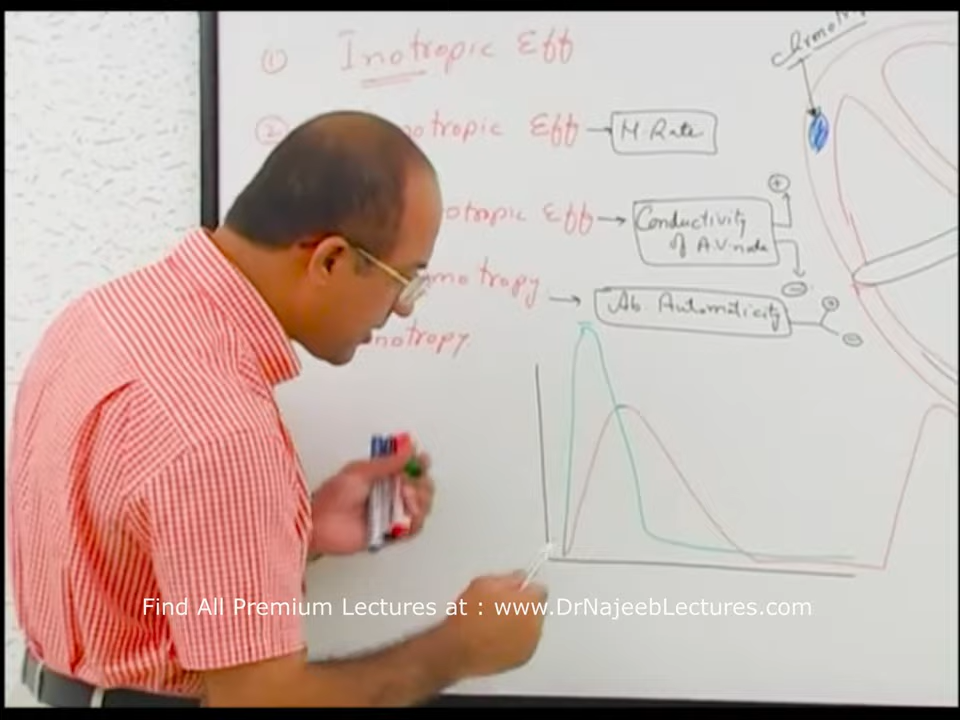 ① Inotropic Eff
② otropic Eff → H. Rate
otropic Eff → Conductivity
of A.V. node
+
−
motropy → Ab. Automaticity
+
−
notropy
Find All Premium Lectures at : www.DrNajeebLectures.com